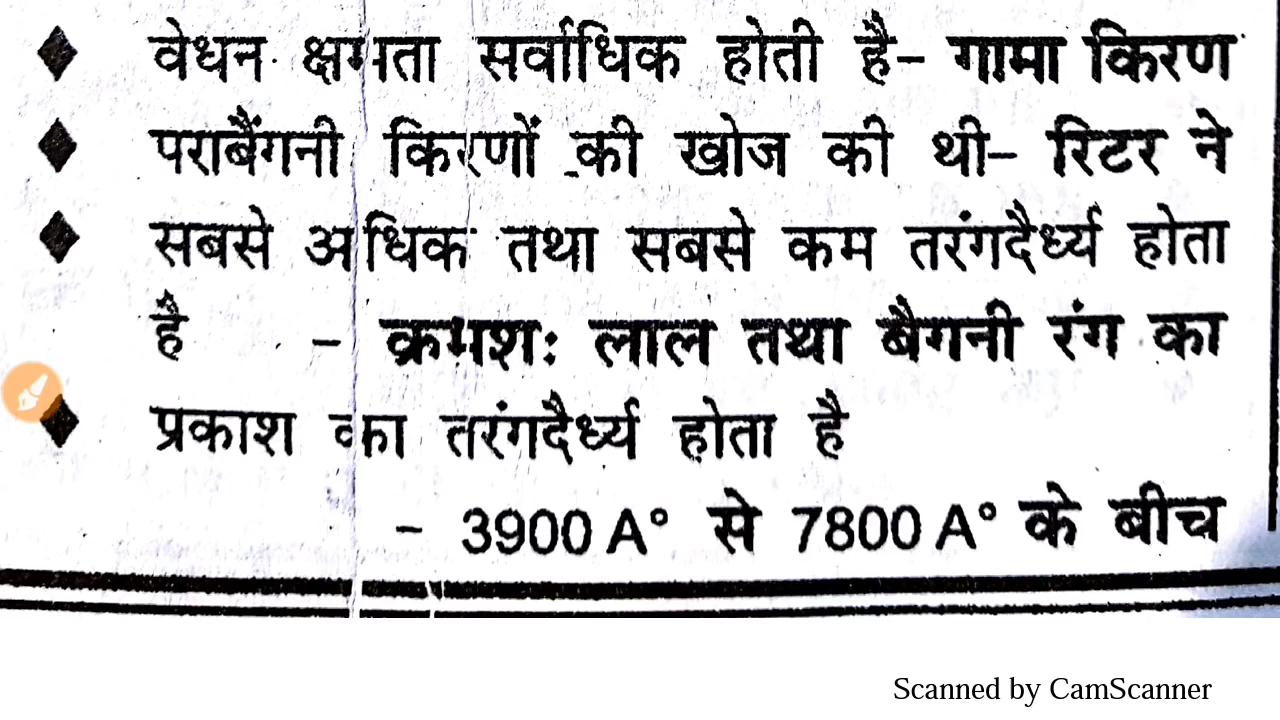 ♦ वेधन क्षमता सर्वाधिक होती है– गामा किरण
♦ पराबैंगनी किरणों की खोज की थी– रिटर ने
♦ सबसे अधिक तथा सबसे कम तरंगदैर्ध्य होता
है – क्रमशः लाल तथा बैगनी रंग का
♦ प्रकाश का तरंगदैर्ध्य होता है
– 3900 A° से 7800 A° के बीच
Scanned by CamScanner